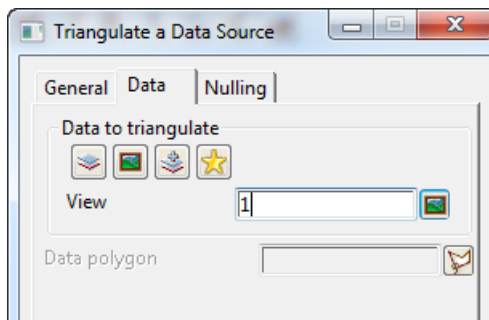 Triangulate a Data Source
General Data Nulling
Data to triangulate
View 1
Data polygon